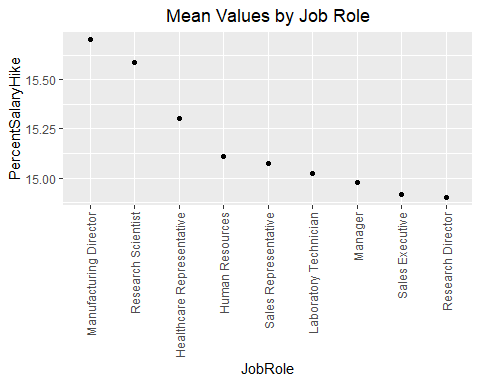 Mean Values by Job Role
PercentSalaryHike
15.50
15.25
15.00
Manufacturing Director
Research Scientist
Healthcare Representative
Human Resources
Sales Representative
Laboratory Technician
Manager
Sales Executive
Research Director
JobRole